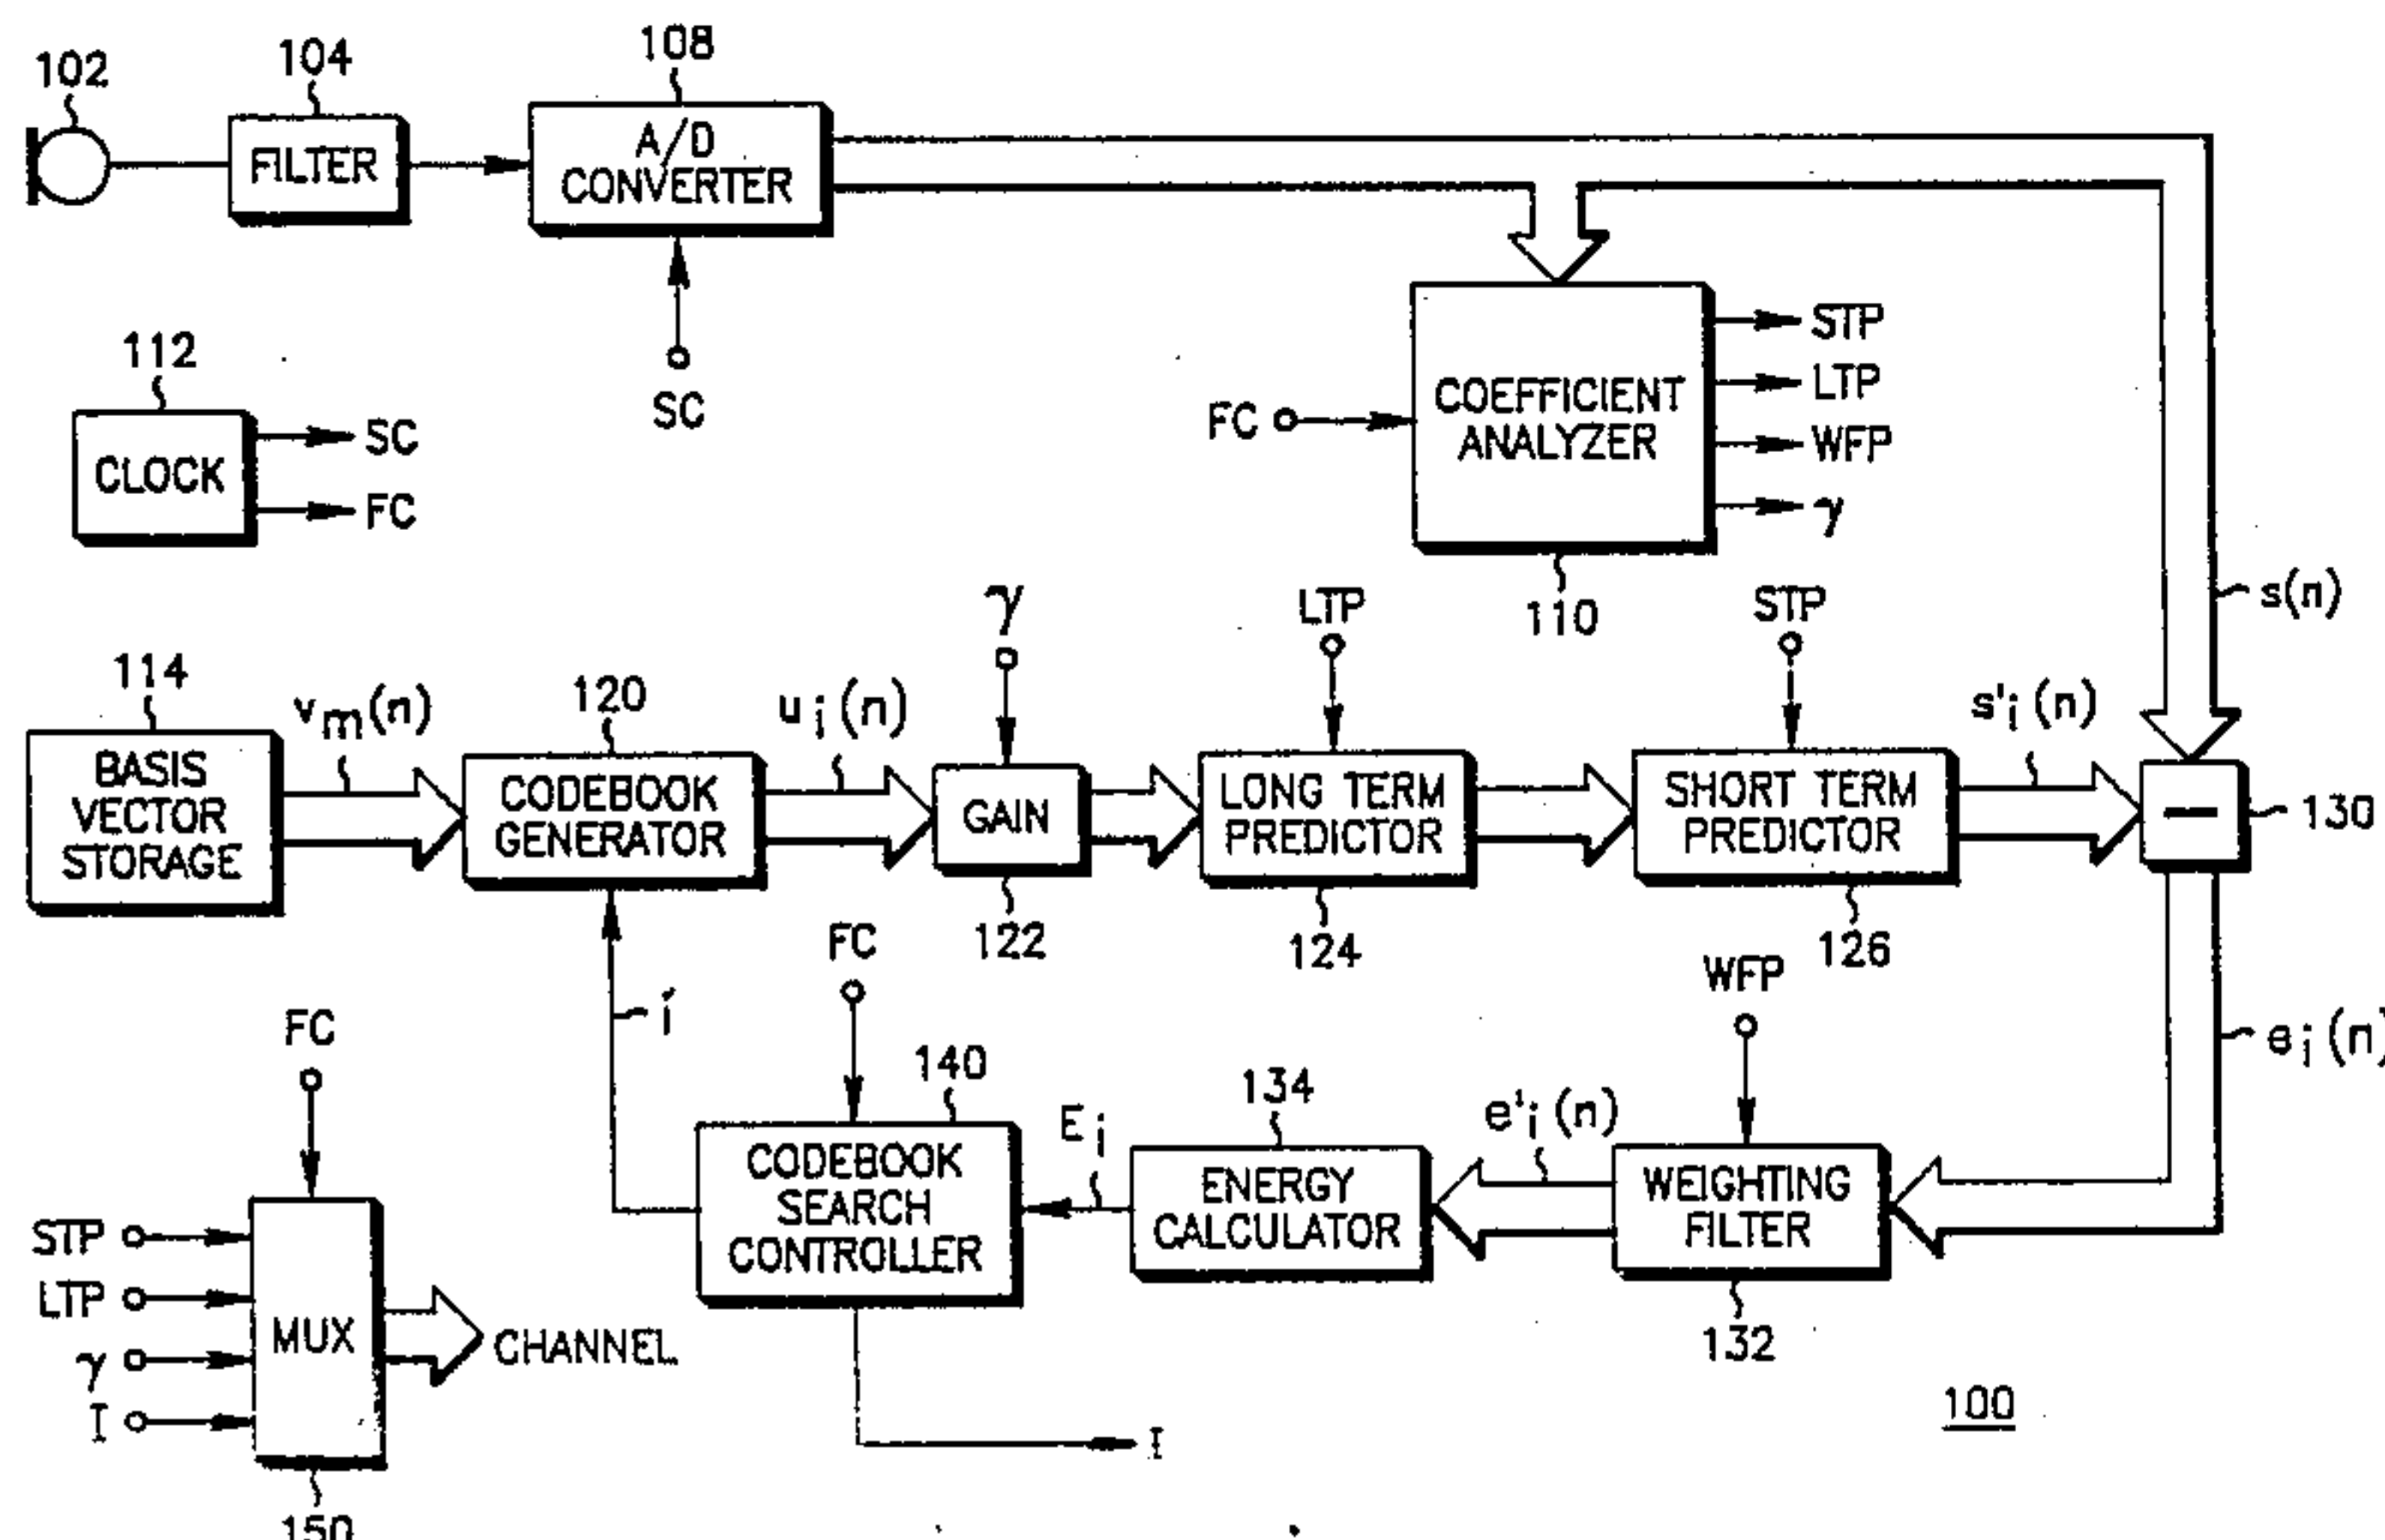 102
104
108
FILTER
A/D
CONVERTER
SC
112
CLOCK
SC
FC
FC
COEFFICIENT
ANALYZER
STP
LTP
WFP
γ
110
s(n)
114
BASIS
VECTOR
STORAGE
vm(n)
120
CODEBOOK
GENERATOR
ui(n)
γ
GAIN
122
LTP
LONG TERM
PREDICTOR
124
STP
SHORT TERM
PREDICTOR
126
s'i(n)
130
ei(n)
WFP
WEIGHTING
FILTER
132
e'i(n)
134
ENERGY
CALCULATOR
Ei
FC
140
CODEBOOK
SEARCH
CONTROLLER
i
I
FC
STP
LTP
γ
I
MUX
CHANNEL
150
100